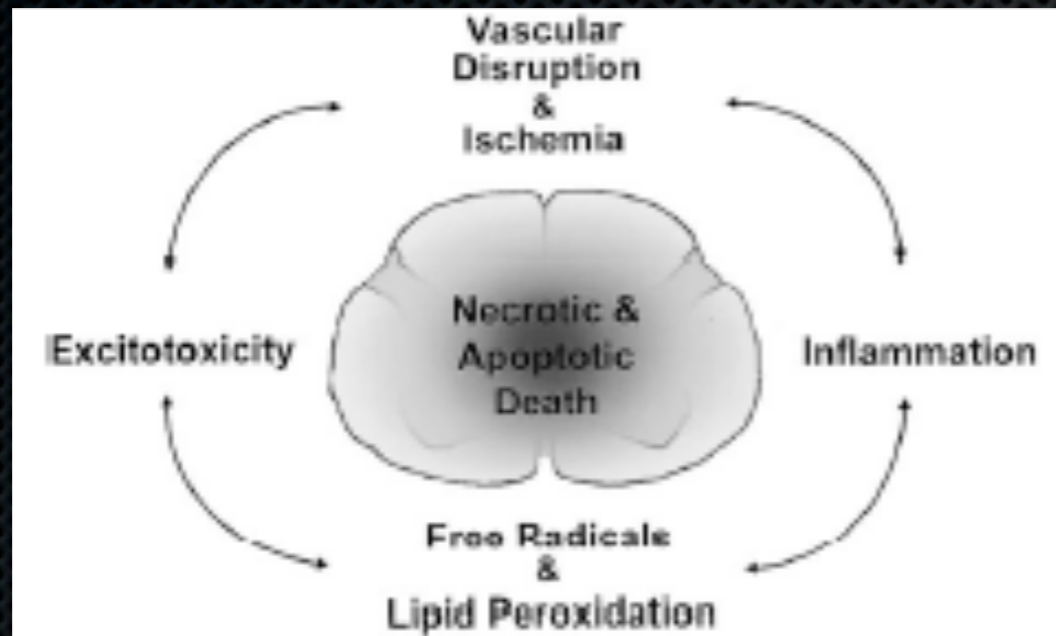 Vascular
Disruption
&
Ischemia
Excitotoxicity
Necrotic &
Apoptotic
Death
Inflammation
Free Radicals
&
Lipid Peroxidation